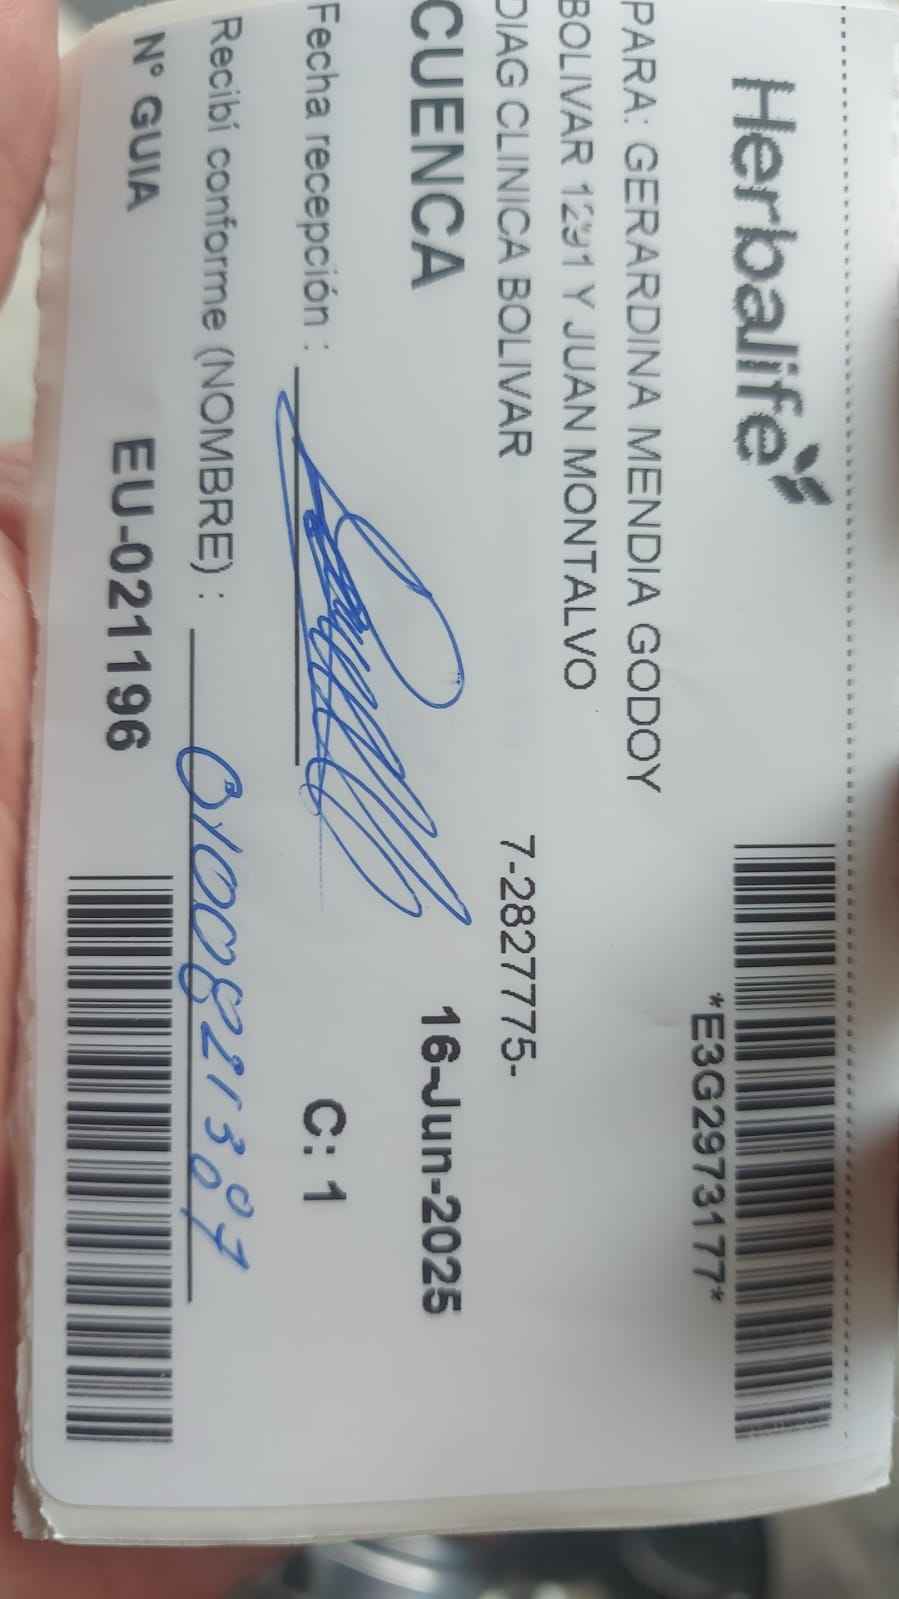 Herbalife
*E3G2973177*
PARA: GERARDINA MENDIA GODOY
BOLIVAR 1291 Y JUAN MONTALVO
DIAG CLINICA BOLIVAR 7-2827775-
CUENCA 16-Jun-2025
Fecha recepción : C: 1
Recibí conforme (NOMBRE) :
N° GUIA EU-021196